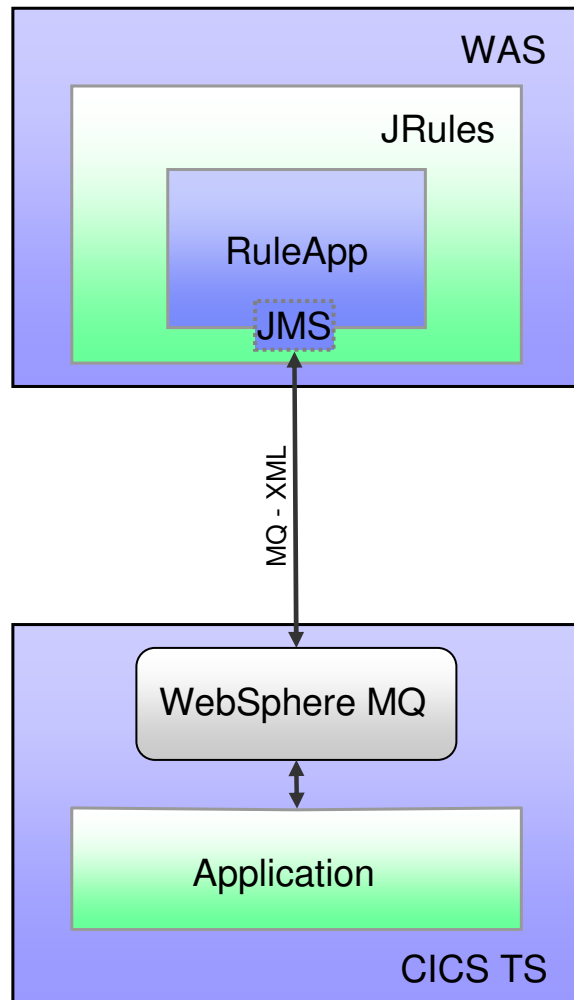 WAS
JRules
RuleApp
JMS
MQ - XML
WebSphere MQ
Application
CICS TS